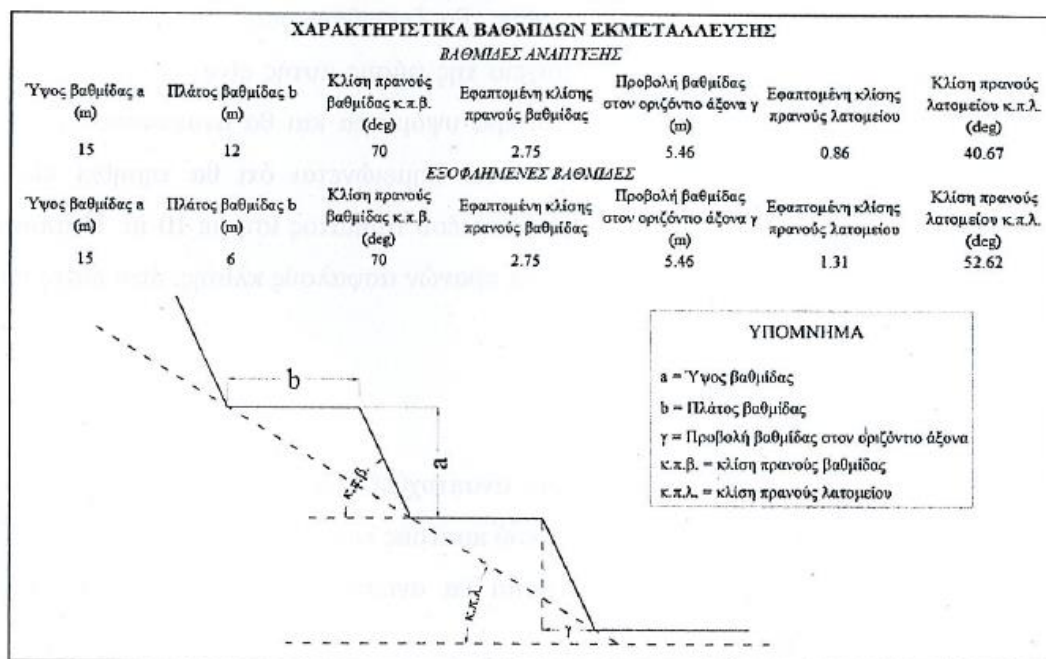 ΧΑΡΑΚΤΗΡΙΣΤΙΚΑ ΒΑΘΜΙΔΩΝ ΕΚΜΕΤΑΛΛΕΥΣΗΣ
ΒΑΘΜΙΔΕΣ ΑΝΑΠΤΥΞΗΣ
Ύψος βαθμίδας a (m) Πλάτος βαθμίδας b (m) Κλίση πρανούς βαθμίδας κ.π.β. (deg) Εφαπτομένη κλίσης πρανούς βαθμίδας Προβολή βαθμίδας στον οριζόντιο άξονα γ (m) Εφαπτομένη κλίσης πρανούς λατομείου Κλίση πρανούς λατομείου κ.π.λ. (deg)
15 12 70 2.75 5.46 0.86 40.67
ΕΞΟΦΛΗΜΕΝΕΣ ΒΑΘΜΙΔΕΣ
Ύψος βαθμίδας a (m) Πλάτος βαθμίδας b (m) Κλίση πρανούς βαθμίδας κ.π.β. (deg) Εφαπτομένη κλίσης πρανούς βαθμίδας Προβολή βαθμίδας στον οριζόντιο άξονα γ (m) Εφαπτομένη κλίσης πρανούς λατομείου Κλίση πρανούς λατομείου κ.π.λ. (deg)
15 6 70 2.75 5.46 1.31 52.62
ΥΠΟΜΝΗΜΑ
a = Ύψος βαθμίδας
b = Πλάτος βαθμίδας
γ = Προβολή βαθμίδας στον οριζόντιο άξονα
κ.π.β. = κλίση πρανούς βαθμίδας
κ.π.λ. = κλίση πρανούς λατομείου
b
a
κ.π.β.
κ.π.λ.
γ